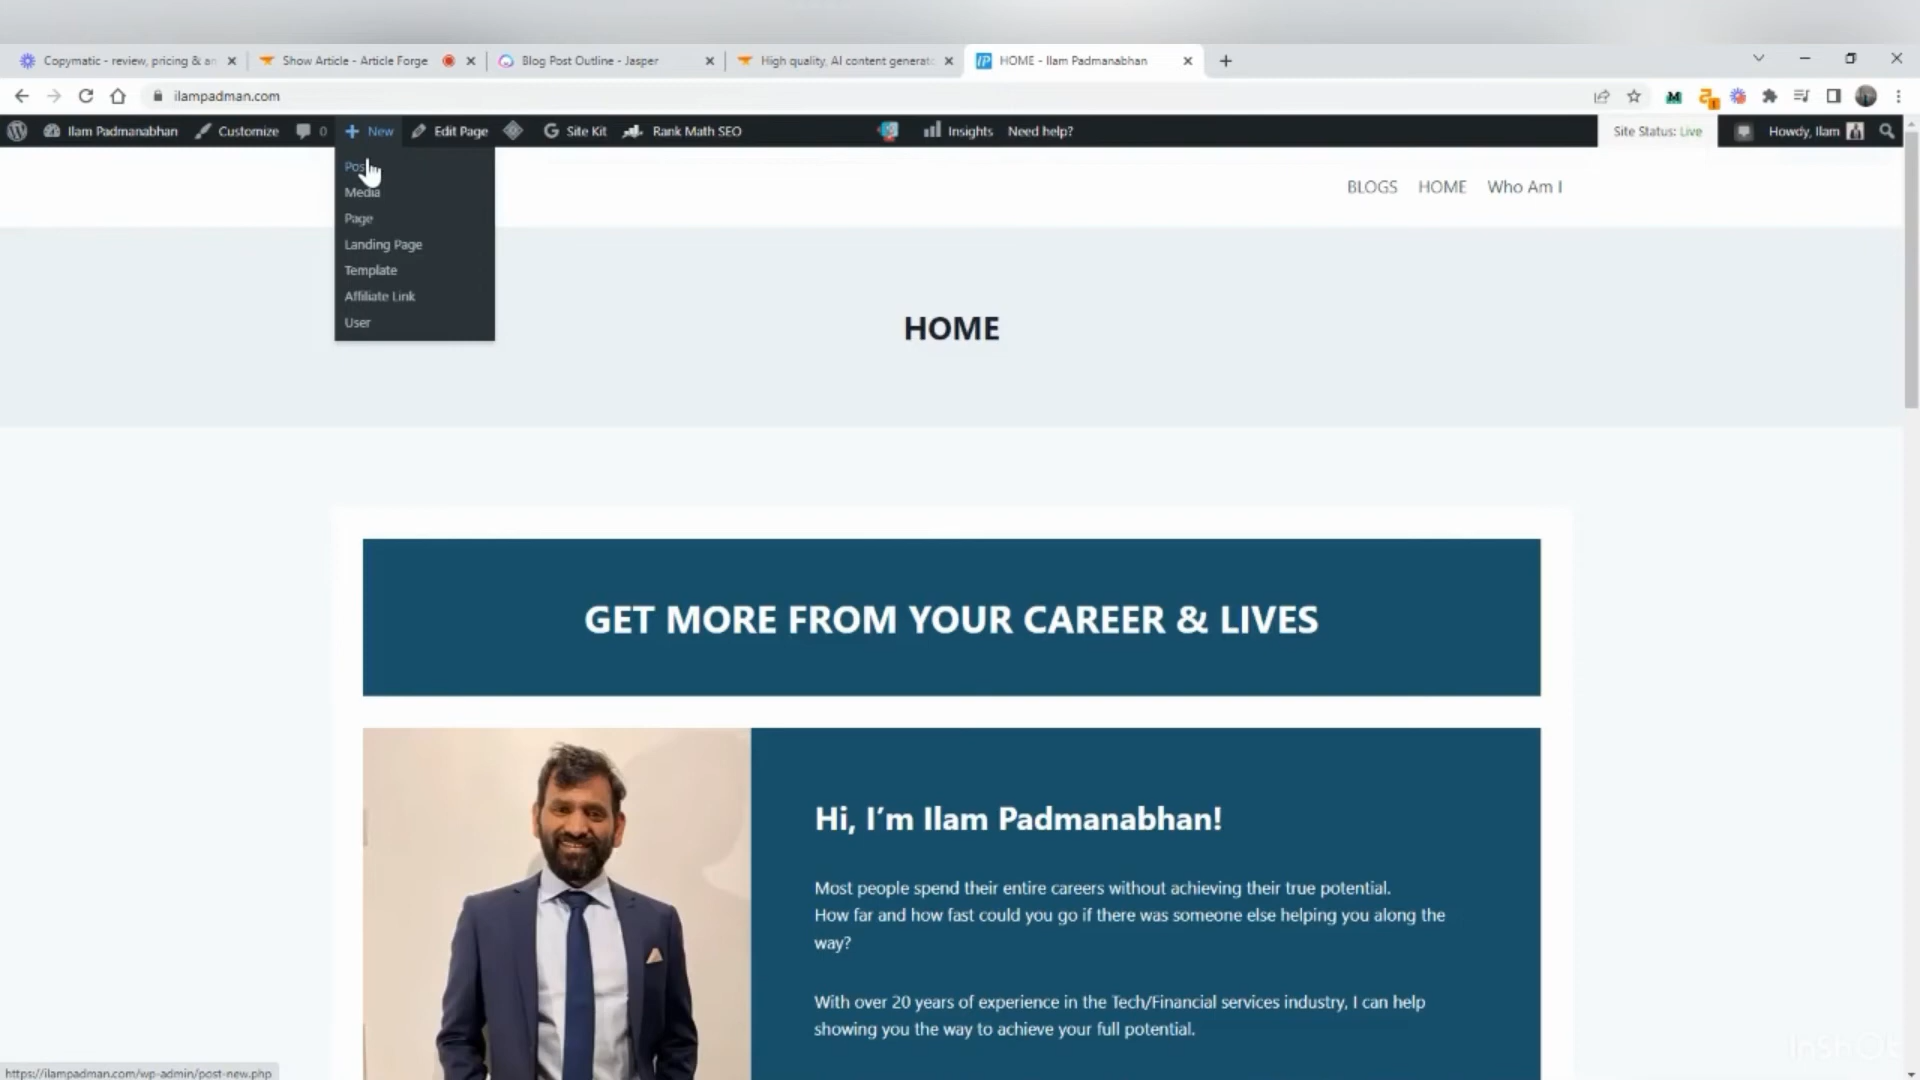 Copymatic - review, pricing & an
Show Article - Article Forge
Blog Post Outline - Jasper
High quality, AI content generato
HOME - Ilam Padmanabhan
ilampadman.com
Ilam Padmanabhan
Customize
0
New
Edit Page
Site Kit
Rank Math SEO
Insights
Need help?
Site Status: Live
Howdy, Ilam
Media
Page
Landing Page
Template
Affiliate Link
User
BLOGS
HOME
Who Am I
HOME
GET MORE FROM YOUR CAREER & LIVES
Hi, I’m Ilam Padmanabhan!
Most people spend their entire careers without achieving their true potential.
How far and how fast could you go if there was someone else helping you along the
way?
With over 20 years of experience in the Tech/Financial services industry, I can help
showing you the way to achieve your full potential.
https://ilampadman.com/wp-admin/post-new.php